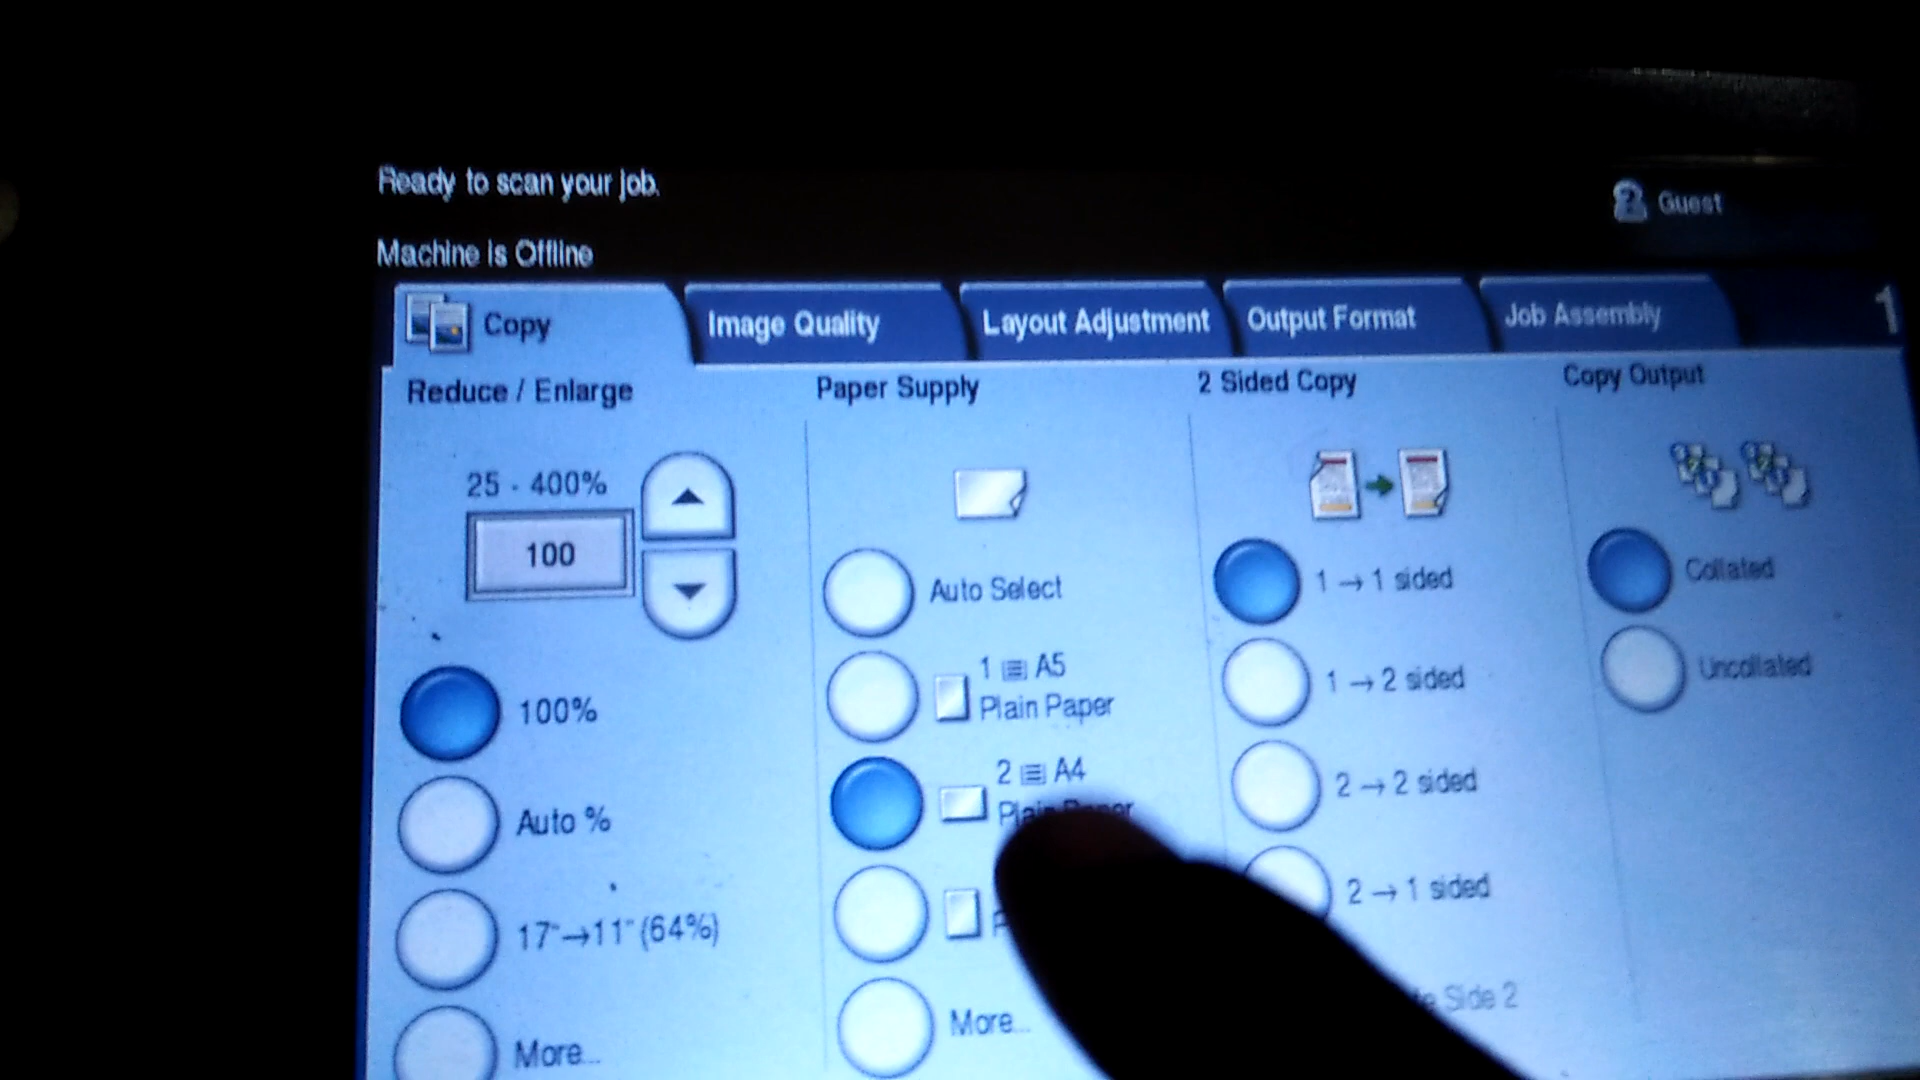 Ready to scan your job.
Guest
Machine is Offline
Copy
Image Quality
Layout Adjustment
Output Format
Job Assembly
1
Reduce / Enlarge
25 - 400%
100
100%
Auto %
17"→11" (64%)
More...
Paper Supply
Auto Select
1 A5
Plain Paper
2 A4
Plain Paper
More...
2 Sided Copy
1 → 1 sided
1 → 2 sided
2 → 2 sided
2 → 1 sided
Side 2
Copy Output
Collated
Uncollated